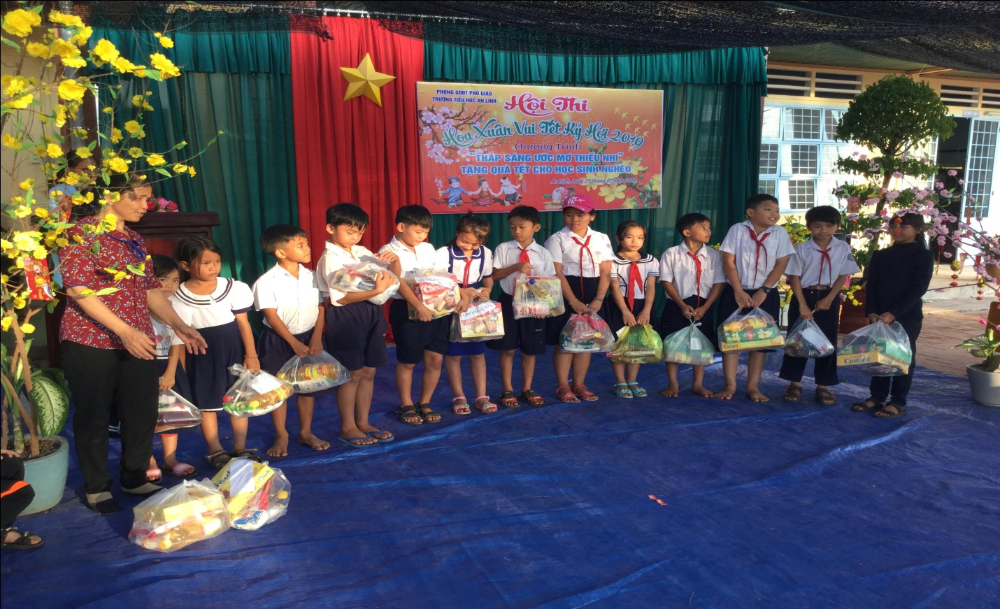 PHÒNG GDĐT PHÚ GIÁO
TRƯỜNG TIỂU HỌC AN LINH
Hội Thi
Hoa Xuân Vui Tết Kỷ Hợi 2019
Chương Trình
"THẮP SÁNG ƯỚC MƠ THIẾU NHI"
TẶNG QUÀ TẾT CHO HỌC SINH NGHÈO
An Linh, ngày 25 tháng 01 năm 2019
Custard